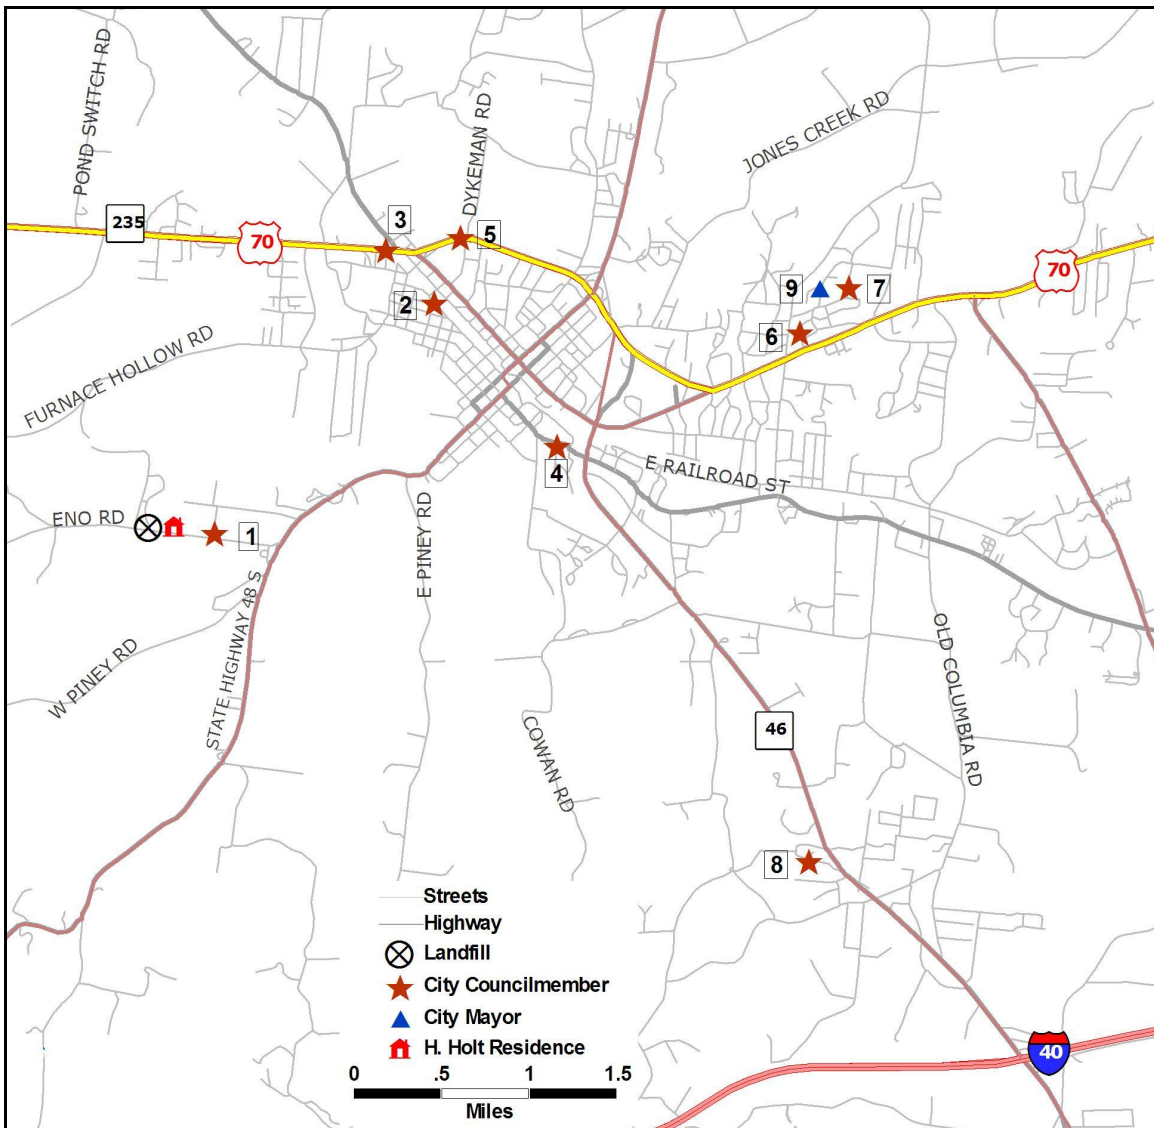 POND SWITCH RD
DYKEMAN RD
JONES CREEK RD
235
70
3
5
70
2
9
7
6
FURNACE HOLLOW RD
4
E RAILROAD ST
ENO RD
1
E PINEY RD
W PINEY RD
STATE HIGHWAY 48 S
OLD COLUMBIA RD
COWAN RD
46
8
Streets
Highway
Landfill
City Councilmember
City Mayor
H. Holt Residence
40
0 .5 1 1.5
Miles